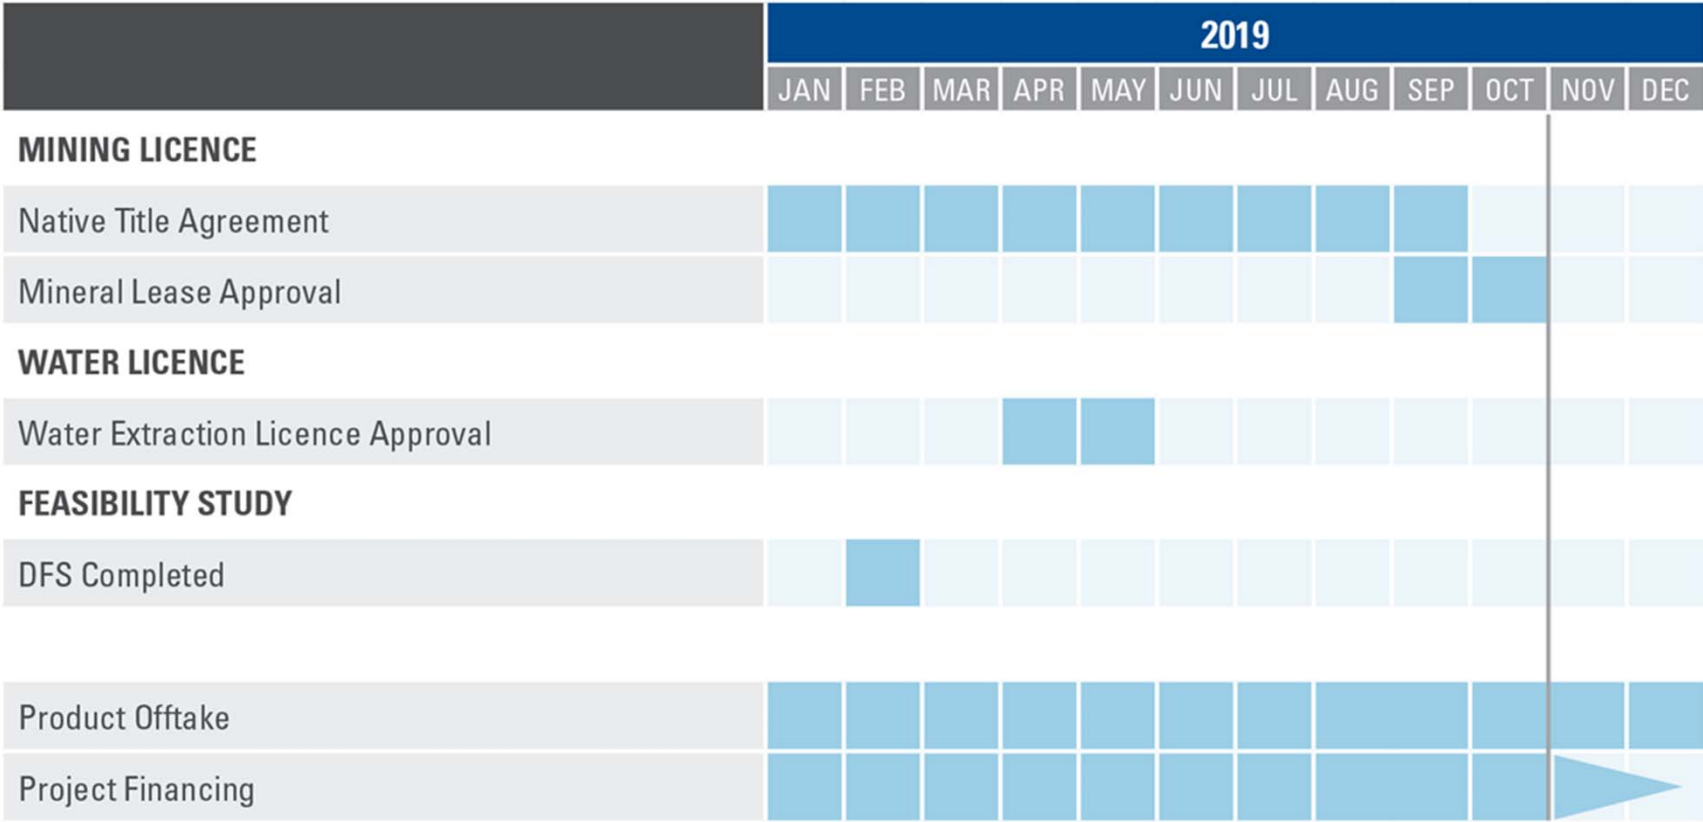 2019
JAN FEB MAR APR MAY JUN JUL AUG SEP OCT NOV DEC
MINING LICENCE
Native Title Agreement
Mineral Lease Approval
WATER LICENCE
Water Extraction Licence Approval
FEASIBILITY STUDY
DFS Completed
Product Offtake
Project Financing